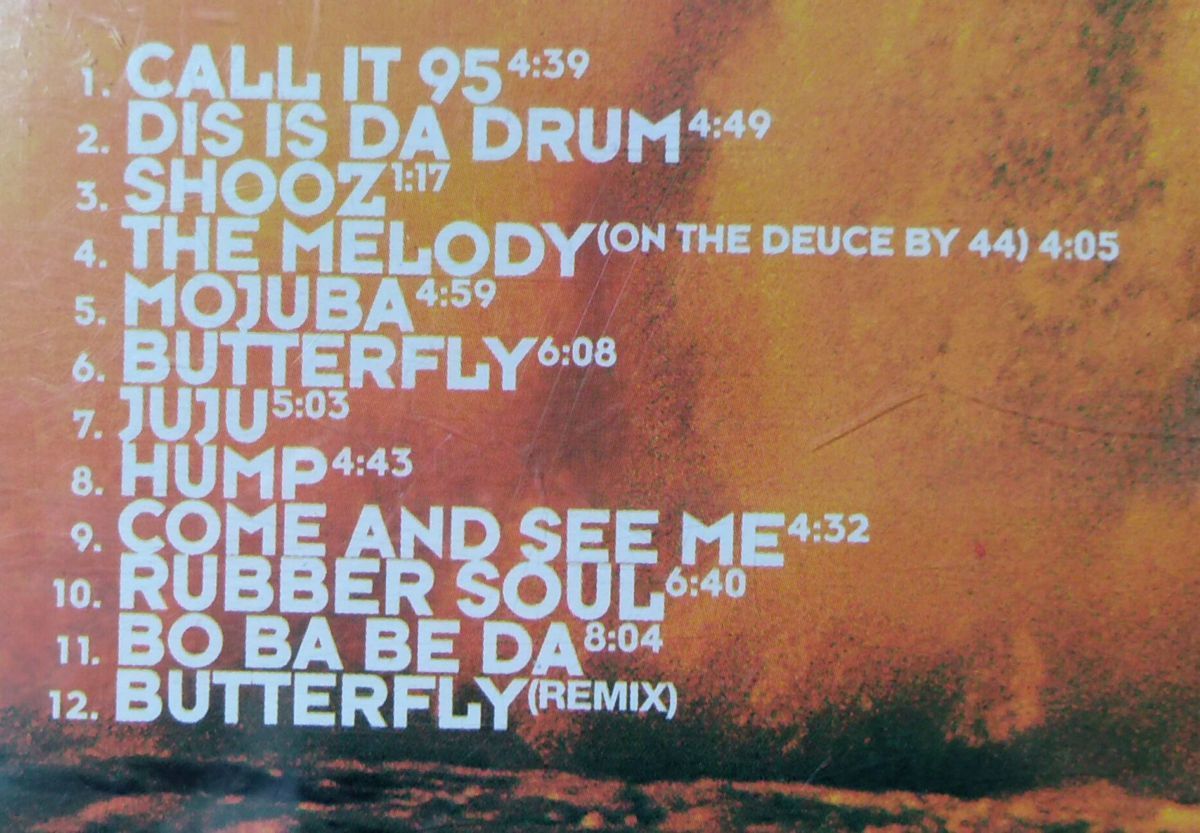 1. CALL IT 95 4:39
2. DIS IS DA DRUM 4:49
3. SHOOZ 1:17
4. THE MELODY (ON THE DEUCE BY 44) 4:05
5. MOJUBA 4:59
6. BUTTERFLY 6:08
7. JUJU 5:03
8. HUMP 4:43
9. COME AND SEE ME 4:32
10. RUBBER SOUL 6:40
11. BO BA BE DA 8:04
12. BUTTERFLY (REMIX)